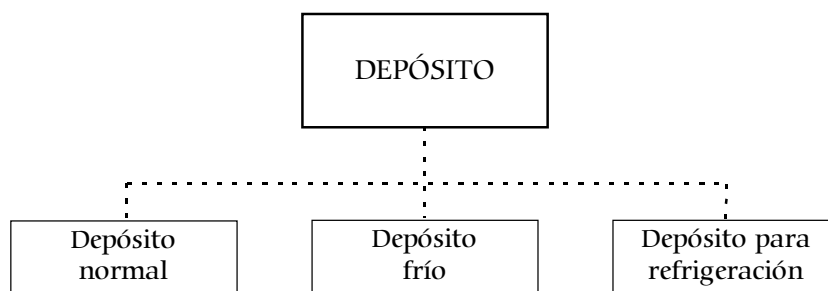 DEPÓSITO
Depósito
normal
Depósito
frío
Depósito para
refrigeración